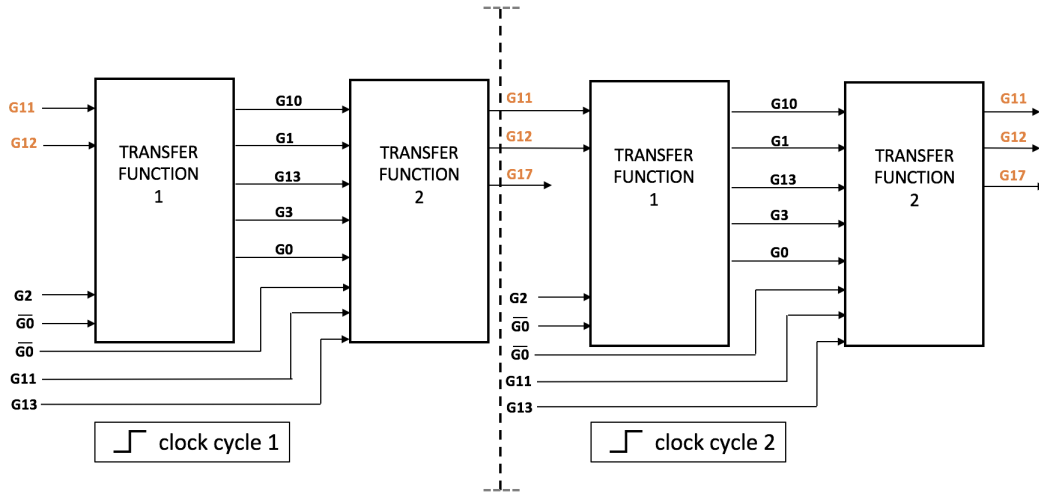 G11
G12
TRANSFER
FUNCTION
1
G10
G1
G13
G3
G0
TRANSFER
FUNCTION
2
G11
G12
G17
G2
G̅0̅
G̅0̅
G11
G13
clock cycle 1
TRANSFER
FUNCTION
1
G10
G1
G13
G3
G0
TRANSFER
FUNCTION
2
G11
G12
G17
G2
G̅0̅
G̅0̅
G11
G13
clock cycle 2